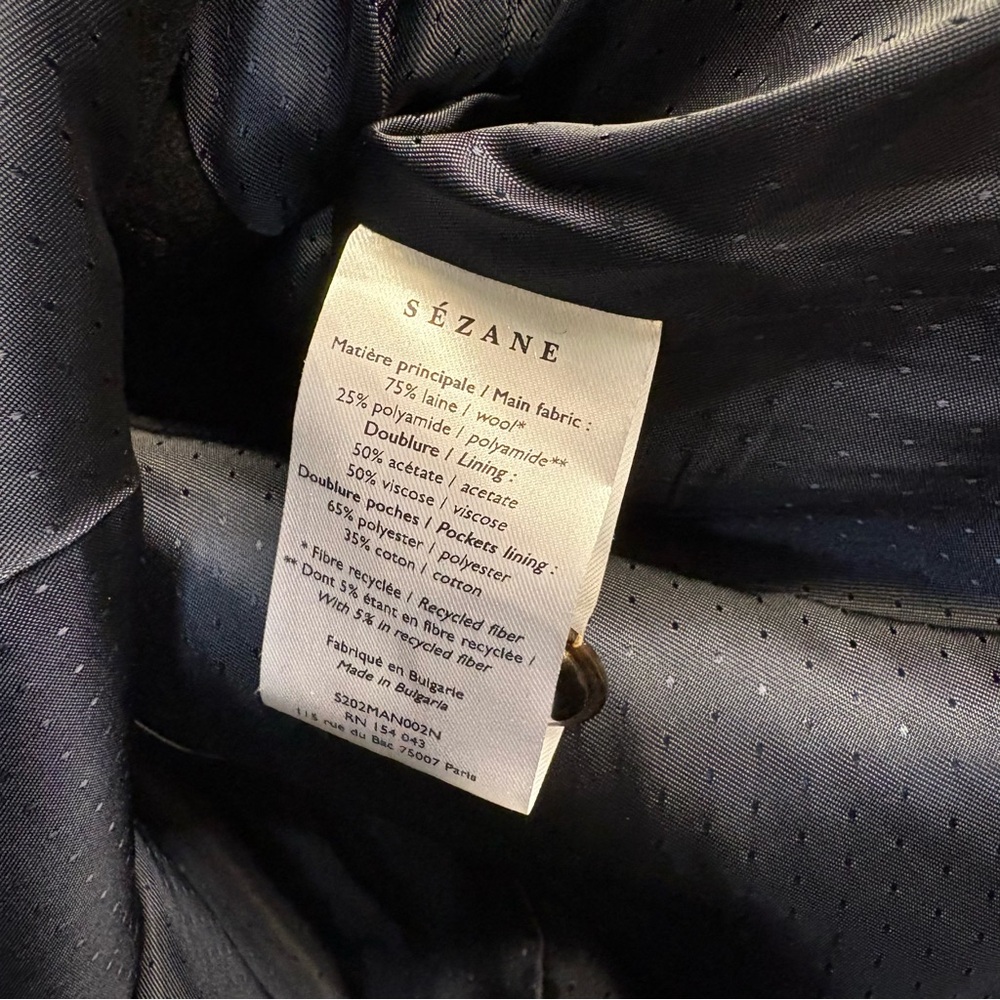 SÉZANE
Matière principale / Main fabric :
75% laine / wool*
25% polyamide / polyamide**
Doublure / Lining :
50% acétate / acetate
50% viscose / viscose
Doublure poches / Pockets lining :
65% polyester / polyester
35% coton / cotton
* Fibre recyclée / Recycled fiber
** Dont 5% étant en fibre recyclée /
With 5% in recycled fiber
Fabriqué en Bulgarie
Made in Bulgaria
S202MAN002N
RN 154 043
115 rue du Bac 75007 Paris